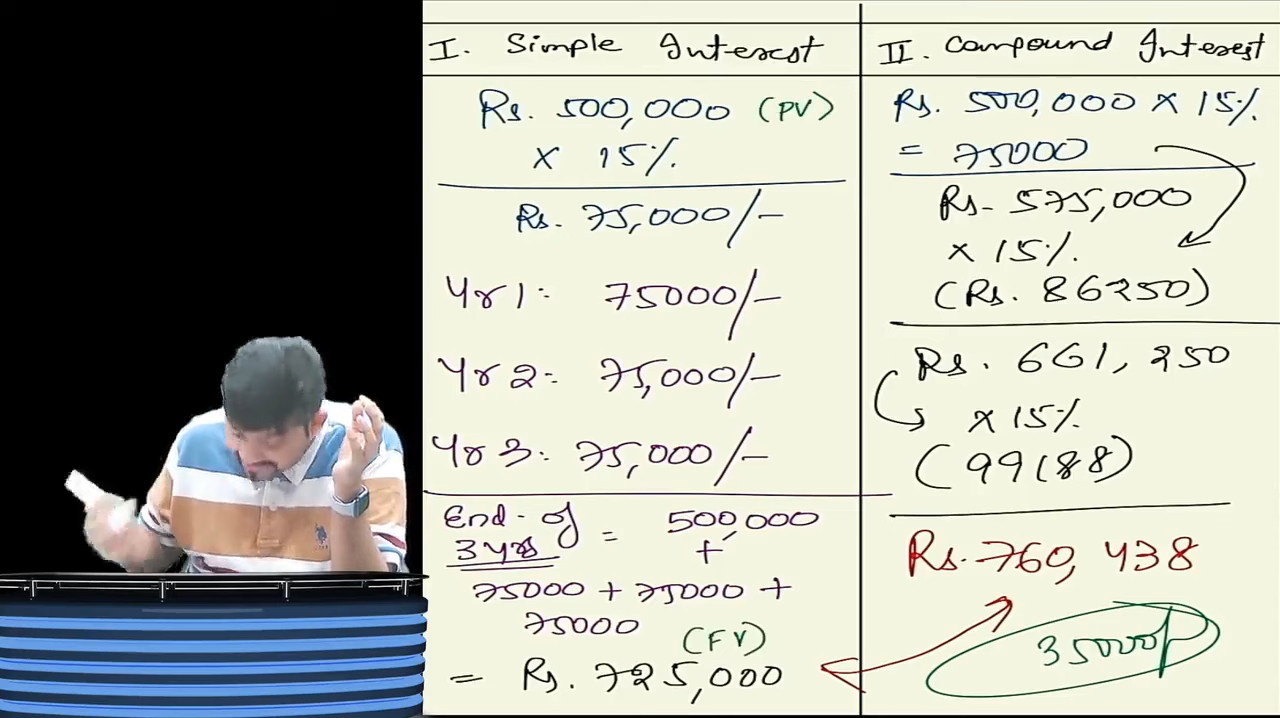 I. Simple Interest
Rs. 500,000 (PV)
x 15%
Rs. 75,000/-
Yr 1: 75000/-
Yr 2: 75,000/-
Yr 3: 75,000/-
End of = 500,000
3 yrs +
75000 + 75000 +
75000 (FV)
= Rs. 725,000
II. Compound Interest
Rs. 500,000 x 15%
= 75000
Rs. 575,000
x 15%.
(Rs. 86250)
Rs. 661,250
x 15%
(99188)
Rs. 760,438